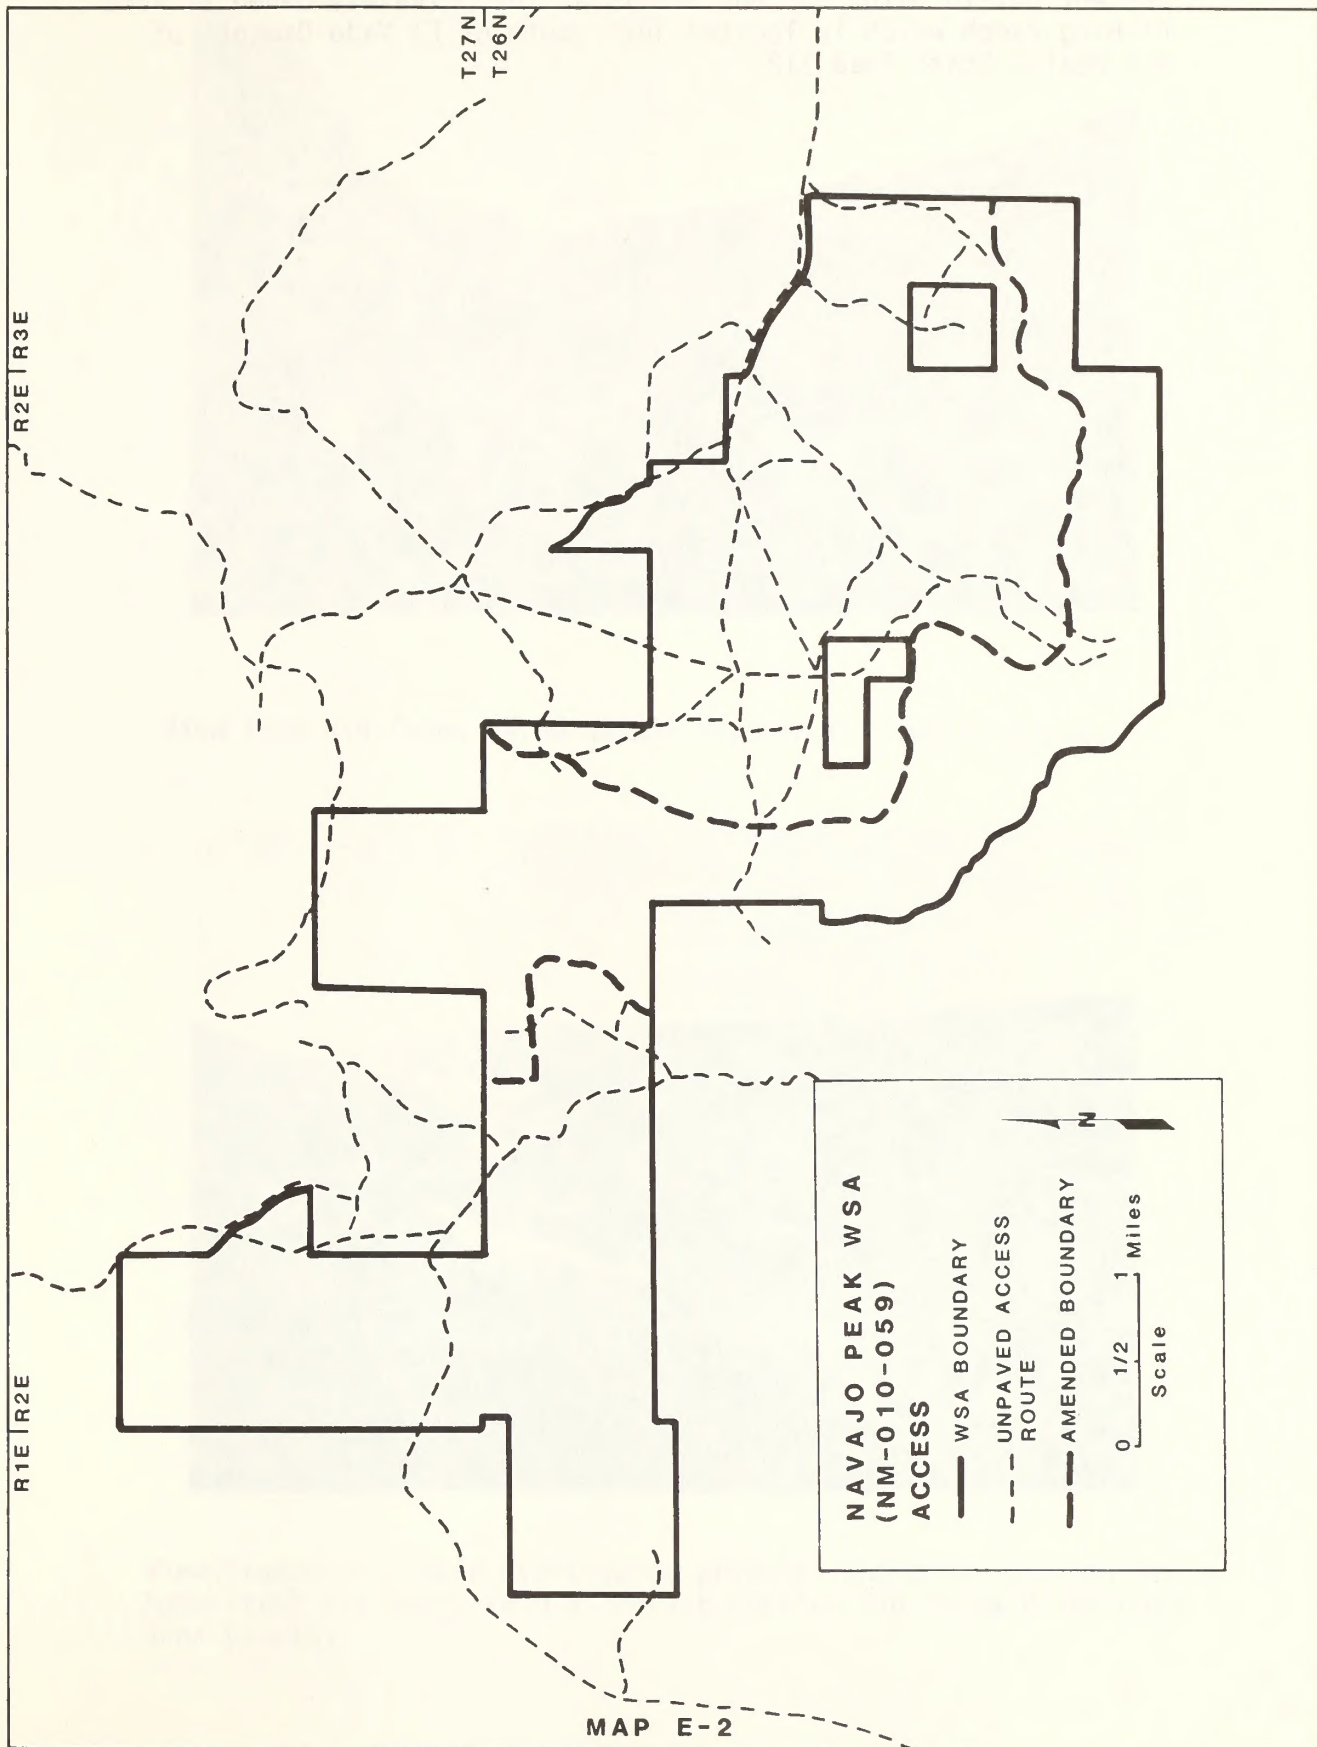 R1E | R2E
R2E | R3E
T27N
T26N
NAVAJO PEAK WSA
(NM-010-059)
ACCESS
WSA BOUNDARY
UNPAVED ACCESS
ROUTE
AMENDED BOUNDARY
0 1/2 1 Miles
Scale
N
MAP E-2